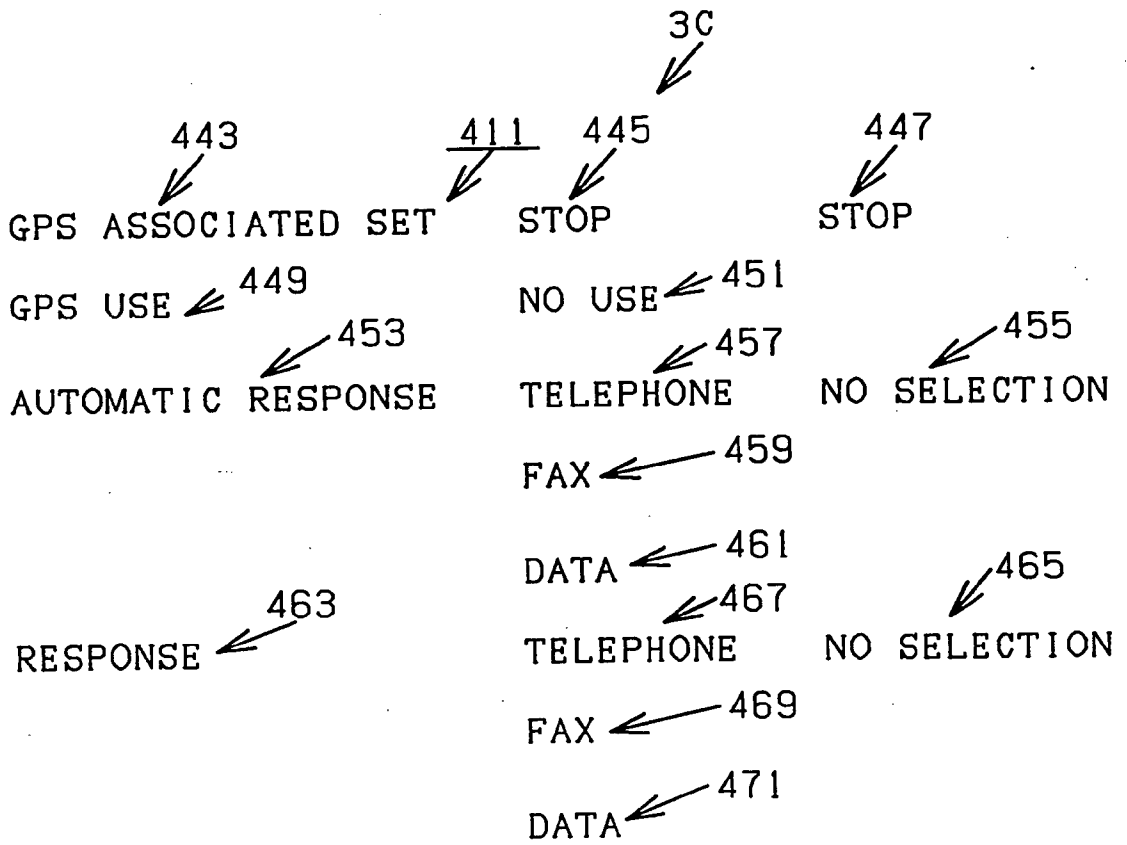 3C
443 411 445 447
GPS ASSOCIATED SET STOP STOP
449 451
GPS USE NO USE
453 457 455
AUTOMATIC RESPONSE TELEPHONE NO SELECTION
459
FAX
461 465
DATA
463 467
RESPONSE TELEPHONE NO SELECTION
469
FAX
471
DATA